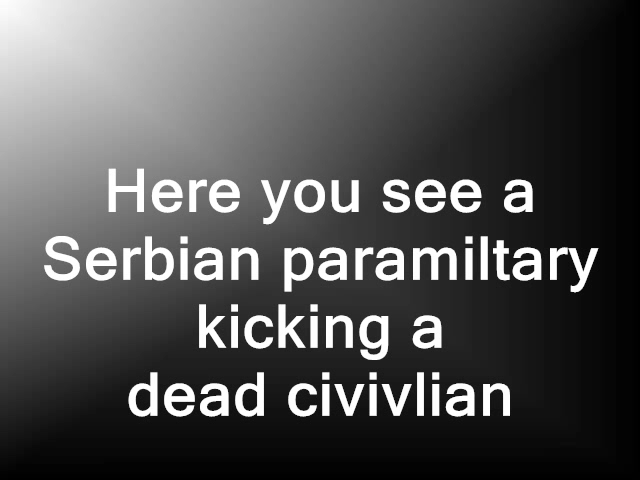 Here you see a
Serbian paramiltary
kicking a
dead civivlian